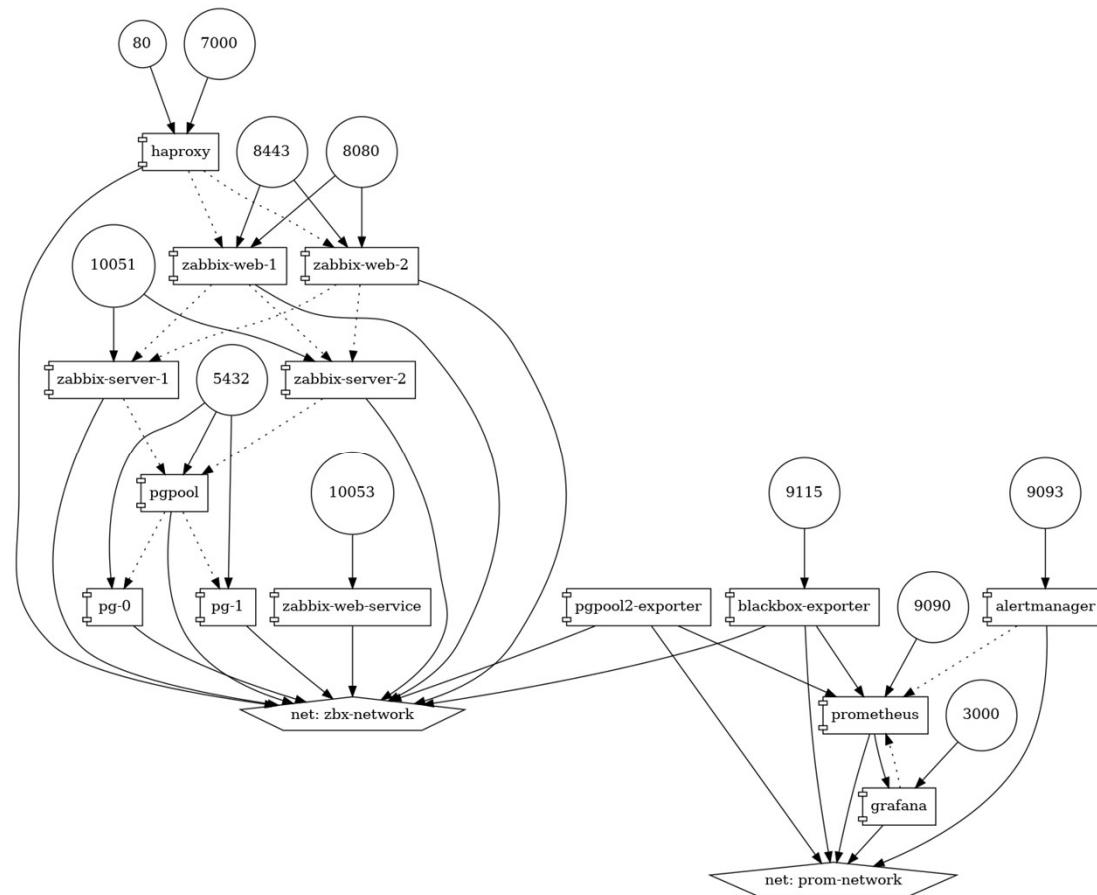 80
7000
haproxy
8443
8080
10051
zabbix-web-1
zabbix-web-2
zabbix-server-1
5432
zabbix-server-2
pgpool
10053
9115
9093
pg-0
pg-1
zabbix-web-service
pgpool2-exporter
blackbox-exporter
9090
alertmanager
net: zbx-network
prometheus
3000
grafana
net: prom-network